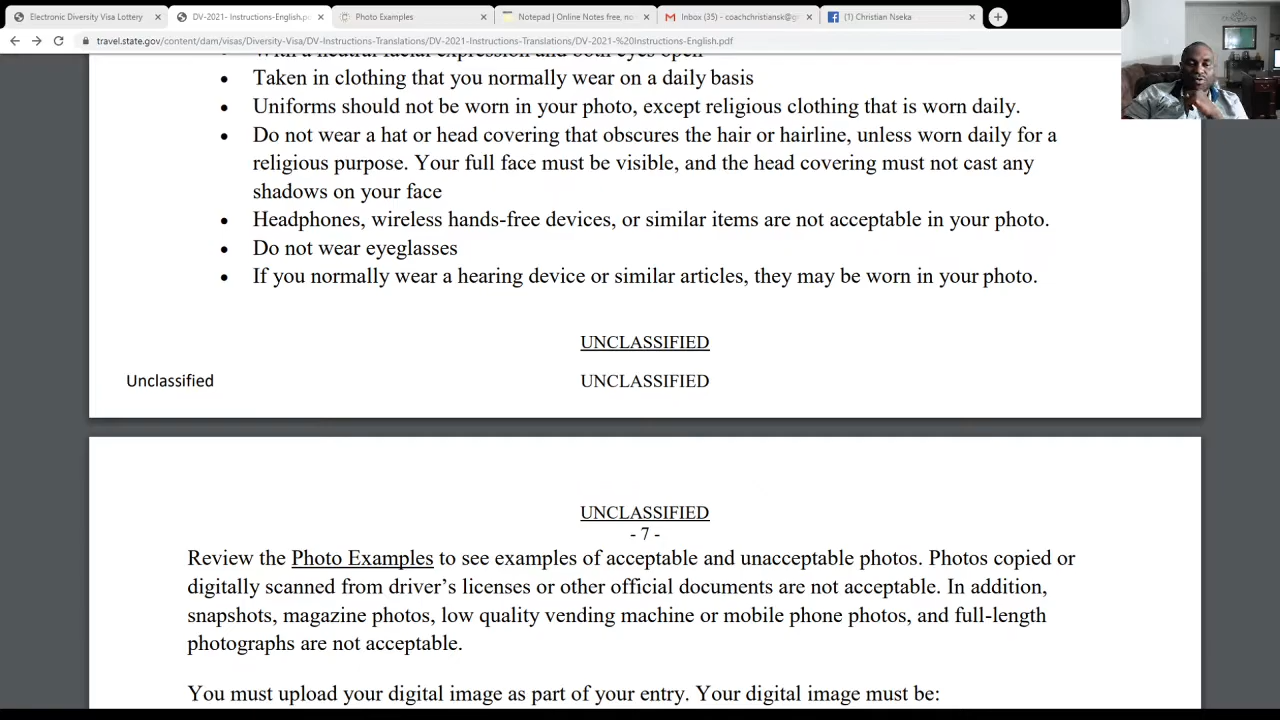 Electronic Diversity Visa Lottery
DV-2021- Instructions-English.p
Photo Examples
Notepad | Online Notes free, no
Inbox (35) - coachchristiansk@g
(1) Christian Nseka
travel.state.gov/content/dam/visas/Diversity-Visa/DV-Instructions-Translations/DV-2021-Instructions-Translations/DV-2021-%20Instructions-English.pdf
With a neutral facial expression and both eyes open
• Taken in clothing that you normally wear on a daily basis
• Uniforms should not be worn in your photo, except religious clothing that is worn daily.
• Do not wear a hat or head covering that obscures the hair or hairline, unless worn daily for a
religious purpose. Your full face must be visible, and the head covering must not cast any
shadows on your face
• Headphones, wireless hands-free devices, or similar items are not acceptable in your photo.
• Do not wear eyeglasses
• If you normally wear a hearing device or similar articles, they may be worn in your photo.
UNCLASSIFIED
Unclassified UNCLASSIFIED
UNCLASSIFIED
- 7 -
Review the Photo Examples to see examples of acceptable and unacceptable photos. Photos copied or
digitally scanned from driver's licenses or other official documents are not acceptable. In addition,
snapshots, magazine photos, low quality vending machine or mobile phone photos, and full-length
photographs are not acceptable.
You must upload your digital image as part of your entry. Your digital image must be: